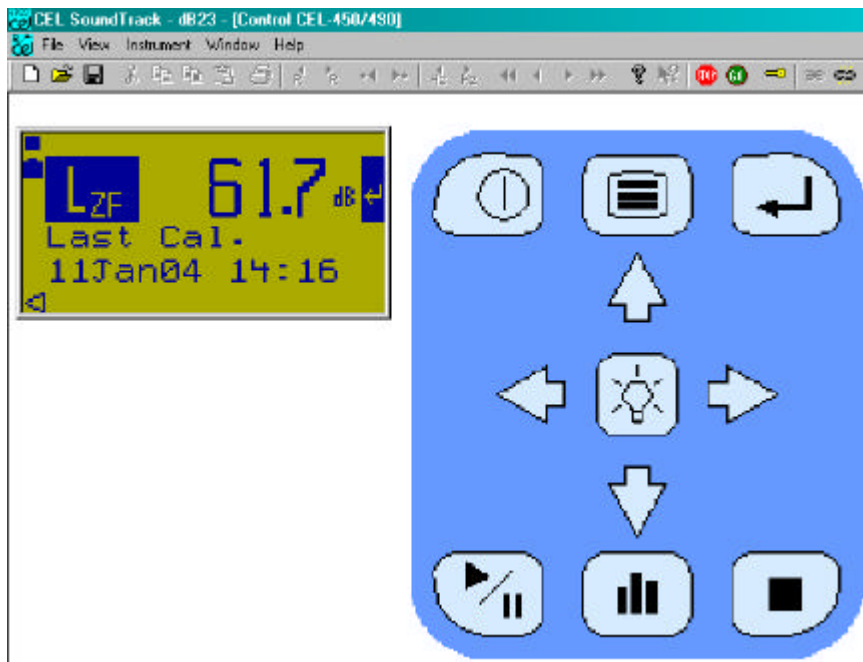 CEL SoundTrack - dB23 - [Control CEL-450/490]
File View Instrument Window Help
LZF 61.7 dB
Last Cal.
11Jan04 14:16